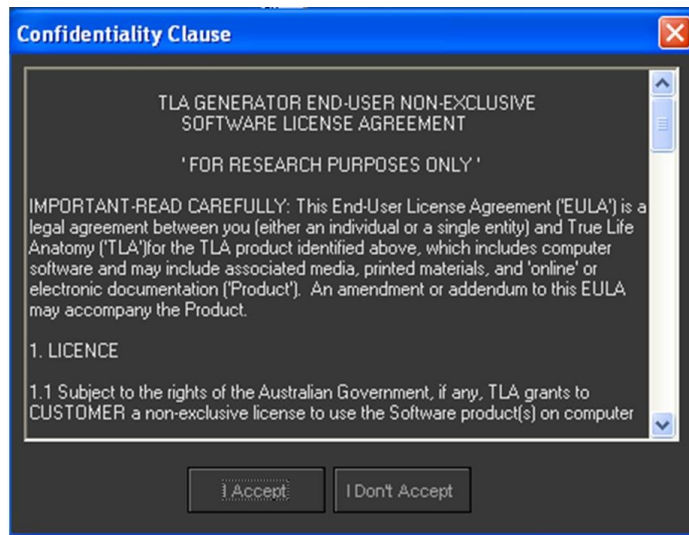 Confidentiality Clause
TLA GENERATOR END-USER NON-EXCLUSIVE
SOFTWARE LICENSE AGREEMENT
' FOR RESEARCH PURPOSES ONLY '
IMPORTANT-READ CAREFULLY: This End-User License Agreement ('EULA') is a
legal agreement between you (either an individual or a single entity) and True Life
Anatomy ('TLA')for the TLA product identified above, which includes computer
software and may include associated media, printed materials, and 'online' or
electronic documentation ('Product').  An amendment or addendum to this EULA
may accompany the Product.
1. LICENCE
1.1 Subject to the rights of the Australian Government, if any, TLA grants to
CUSTOMER a non-exclusive license to use the Software product(s) on computer
I Accept
I Don't Accept